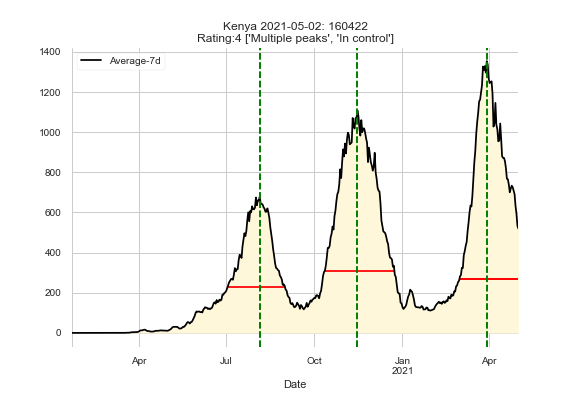 Kenya 2021-05-02: 160422
Rating:4 ['Multiple peaks', 'In control']
Average-7d
1400
1200
1000
800
600
400
200
0
Apr
Jul
Oct
Jan
2021
Apr
Date